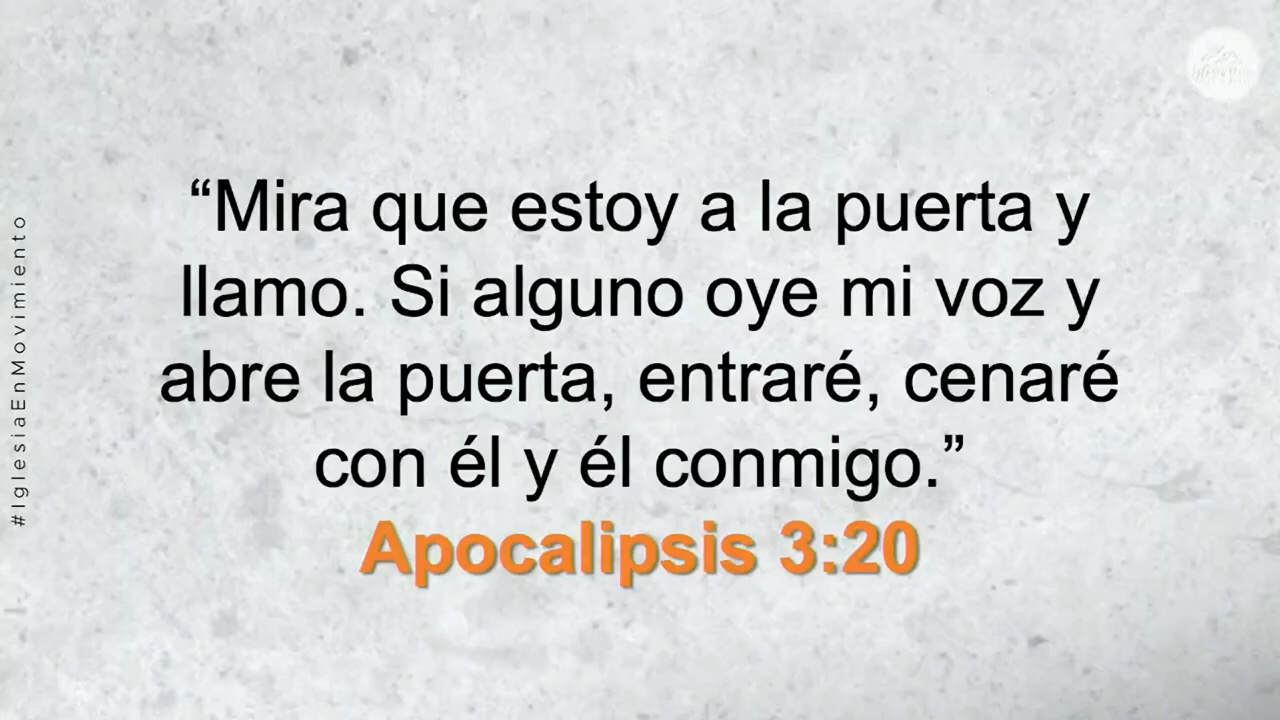 “Mira que estoy a la puerta y
llamo. Si alguno oye mi voz y
abre la puerta, entraré, cenaré
con él y él conmigo.”
Apocalipsis 3:20
#IglesiaEnMovimiento